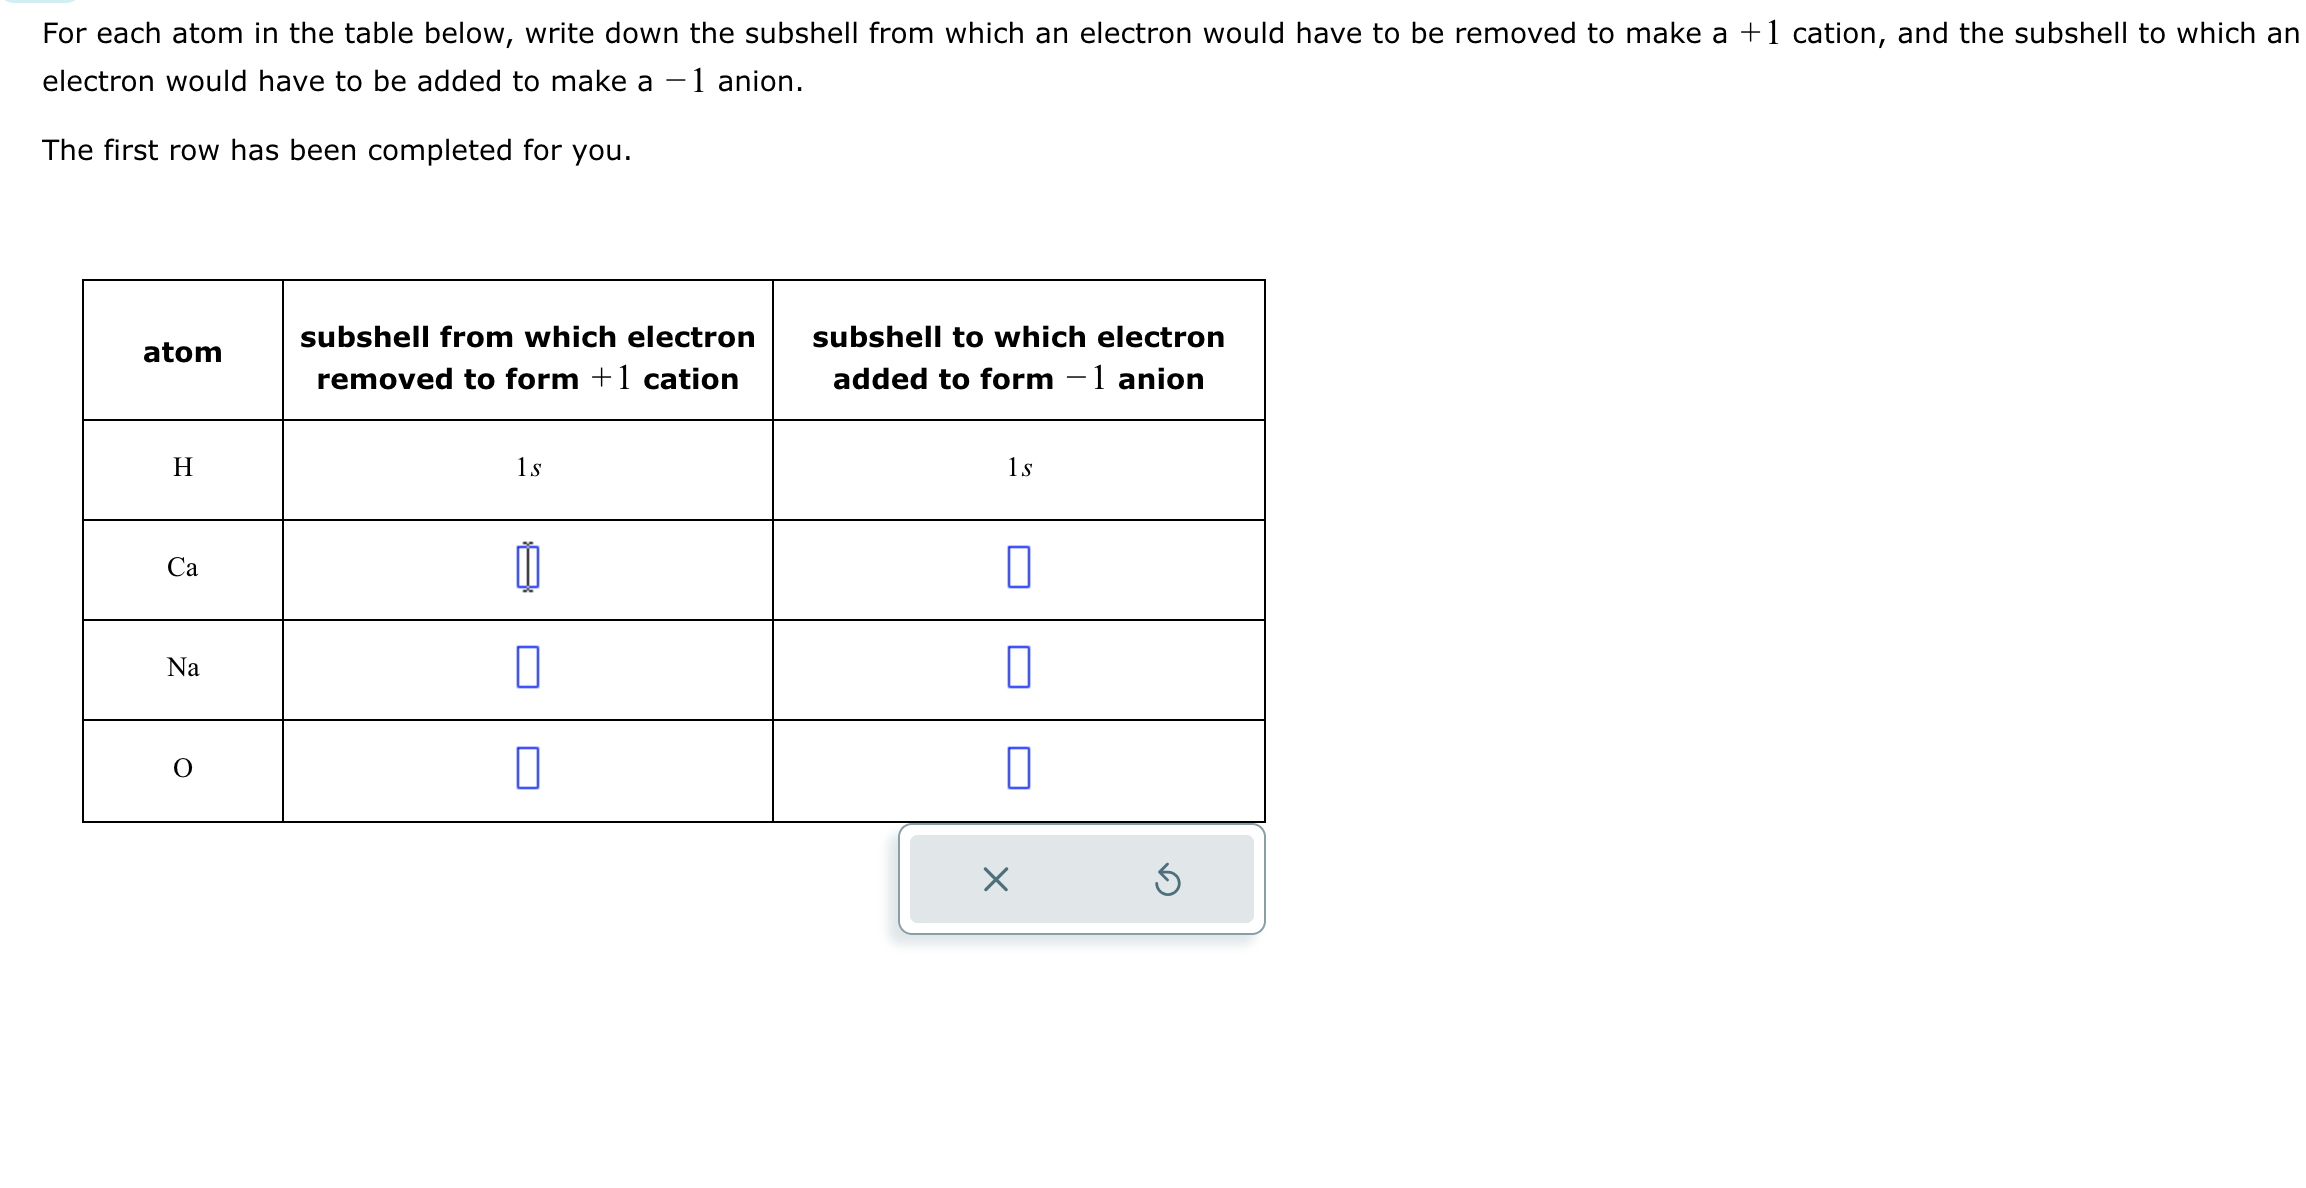 For each atom in the table below, write down the subshell from which an electron would have to be removed to make a +1 cation, and the subshell to which an
electron would have to be added to make a −1 anion.
The first row has been completed for you.
atom
subshell from which electron
removed to form +1 cation
subshell to which electron
added to form −1 anion
H
1s
1s
Ca
Na
O